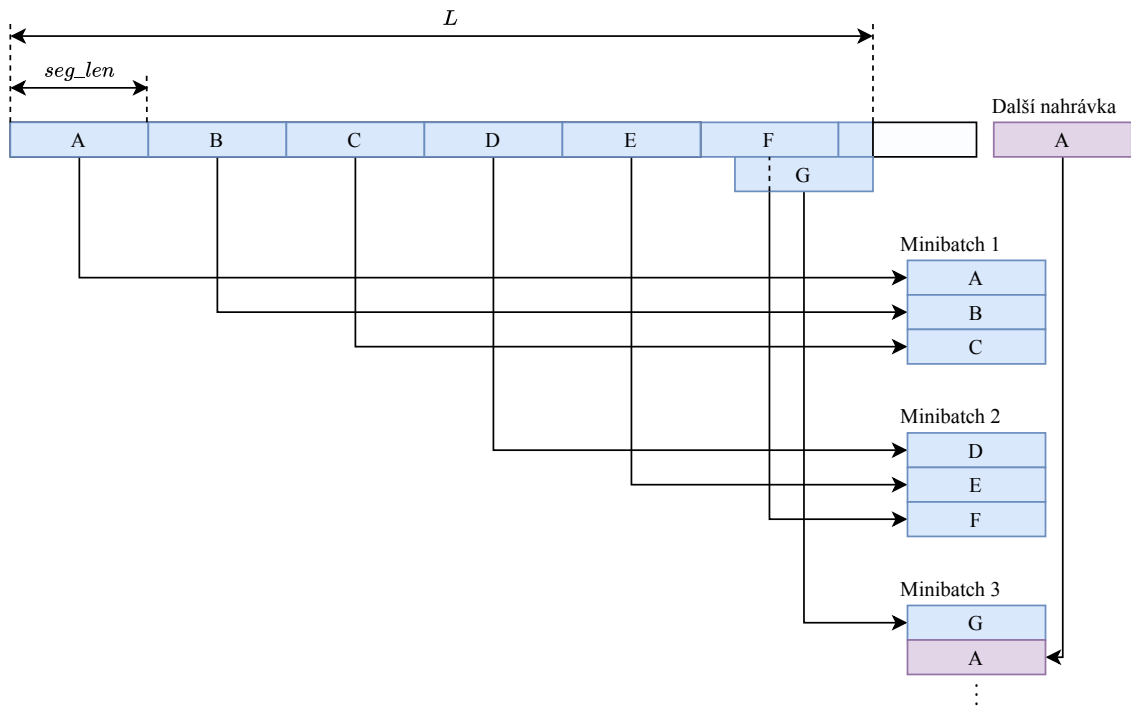 L
seg_len
Další nahrávka
A
B
C
D
E
F
A
G
Minibatch 1
A
B
C
Minibatch 2
D
E
F
Minibatch 3
G
A
⋮